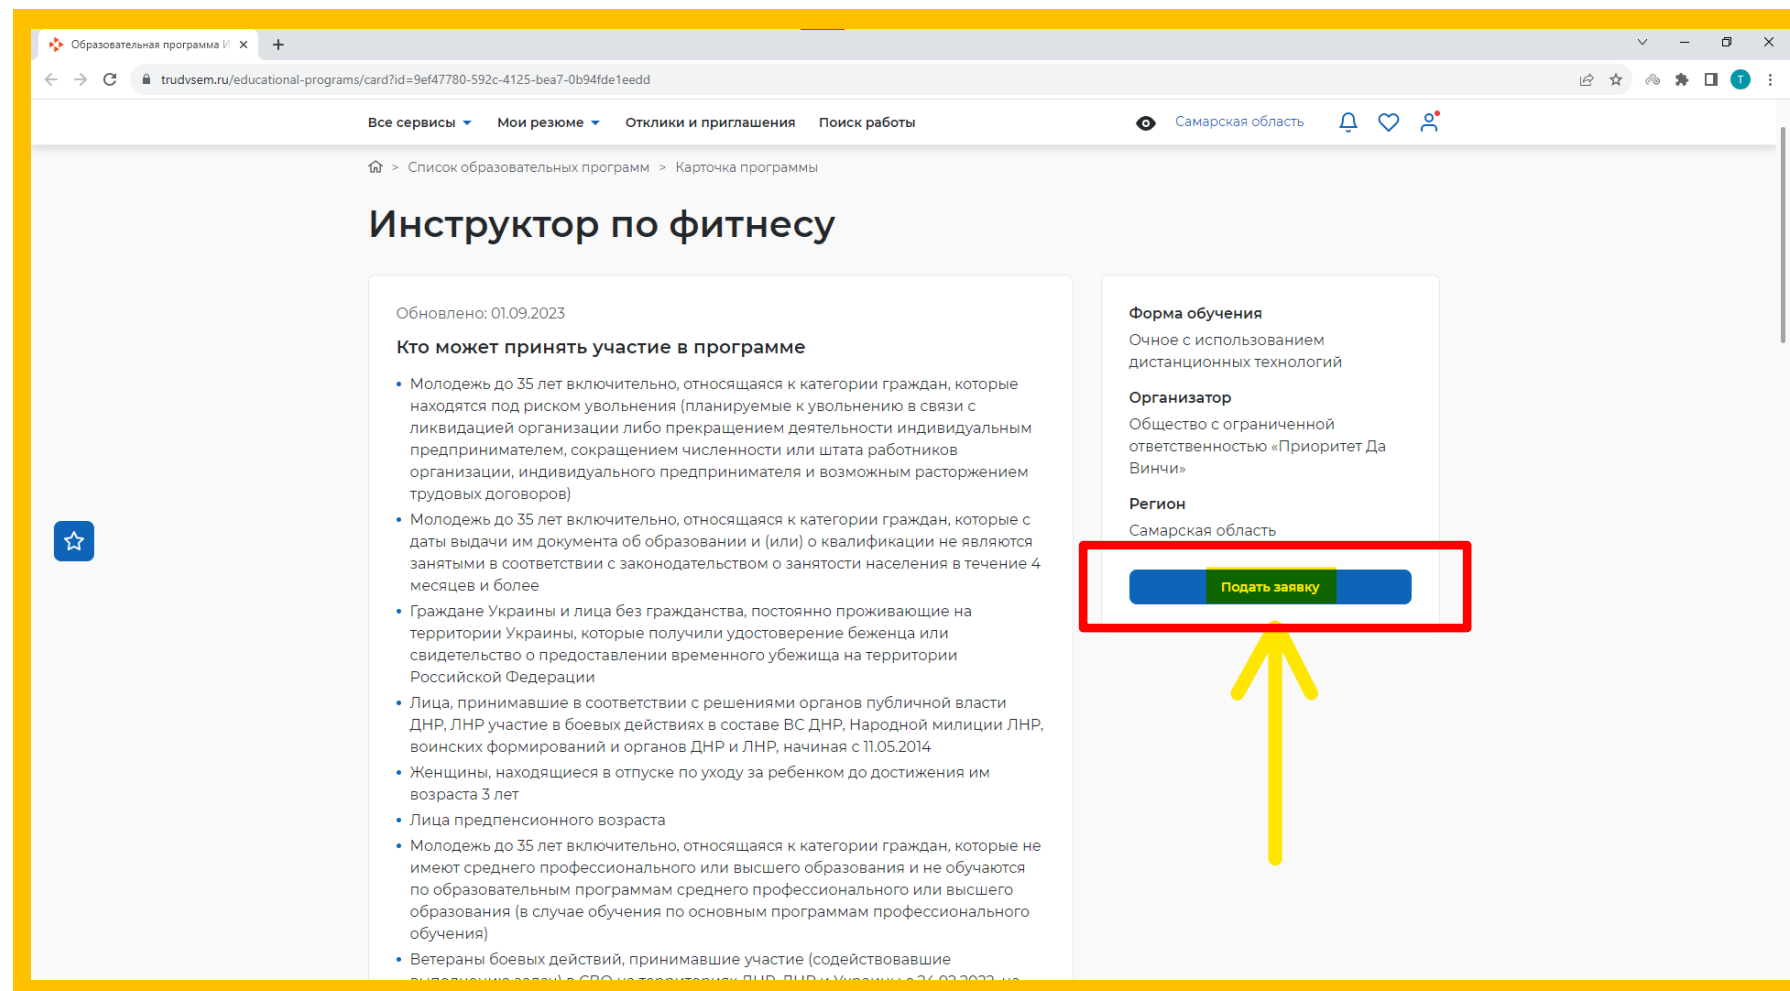 Образовательная программа И
trudvsem.ru/educational-programs/card?id=9ef47780-592c-4125-bea7-0b94fde1eedd
T
Все сервисы Мои резюме Отклики и приглашения Поиск работы Самарская область
> Список образовательных программ > Карточка программы
Инструктор по фитнесу
Обновлено: 01.09.2023
Кто может принять участие в программе
• Молодежь до 35 лет включительно, относящаяся к категории граждан, которые
находятся под риском увольнения (планируемые к увольнению в связи с
ликвидацией организации либо прекращением деятельности индивидуальным
предпринимателем, сокращением численности или штата работников
организации, индивидуального предпринимателя и возможным расторжением
трудовых договоров)
• Молодежь до 35 лет включительно, относящаяся к категории граждан, которые с
даты выдачи им документа об образовании и (или) о квалификации не являются
занятыми в соответствии с законодательством о занятости населения в течение 4
месяцев и более
• Граждане Украины и лица без гражданства, постоянно проживающие на
территории Украины, которые получили удостоверение беженца или
свидетельство о предоставлении временного убежища на территории
Российской Федерации
• Лица, принимавшие в соответствии с решениями органов публичной власти
ДНР, ЛНР участие в боевых действиях в составе ВС ДНР, Народной милиции ЛНР,
воинских формирований и органов ДНР и ЛНР, начиная с 11.05.2014
• Женщины, находящиеся в отпуске по уходу за ребенком до достижения им
возраста 3 лет
• Лица предпенсионного возраста
• Молодежь до 35 лет включительно, относящаяся к категории граждан, которые не
имеют среднего профессионального или высшего образования и не обучаются
по образовательным программам среднего профессионального или высшего
образования (в случае обучения по основным программам профессионального
обучения)
• Ветераны боевых действий, принимавшие участие (содействовавшие
Форма обучения
Очное с использованием
дистанционных технологий
Организатор
Общество с ограниченной
ответственностью «Приоритет Да
Винчи»
Регион
Самарская область
Подать заявку